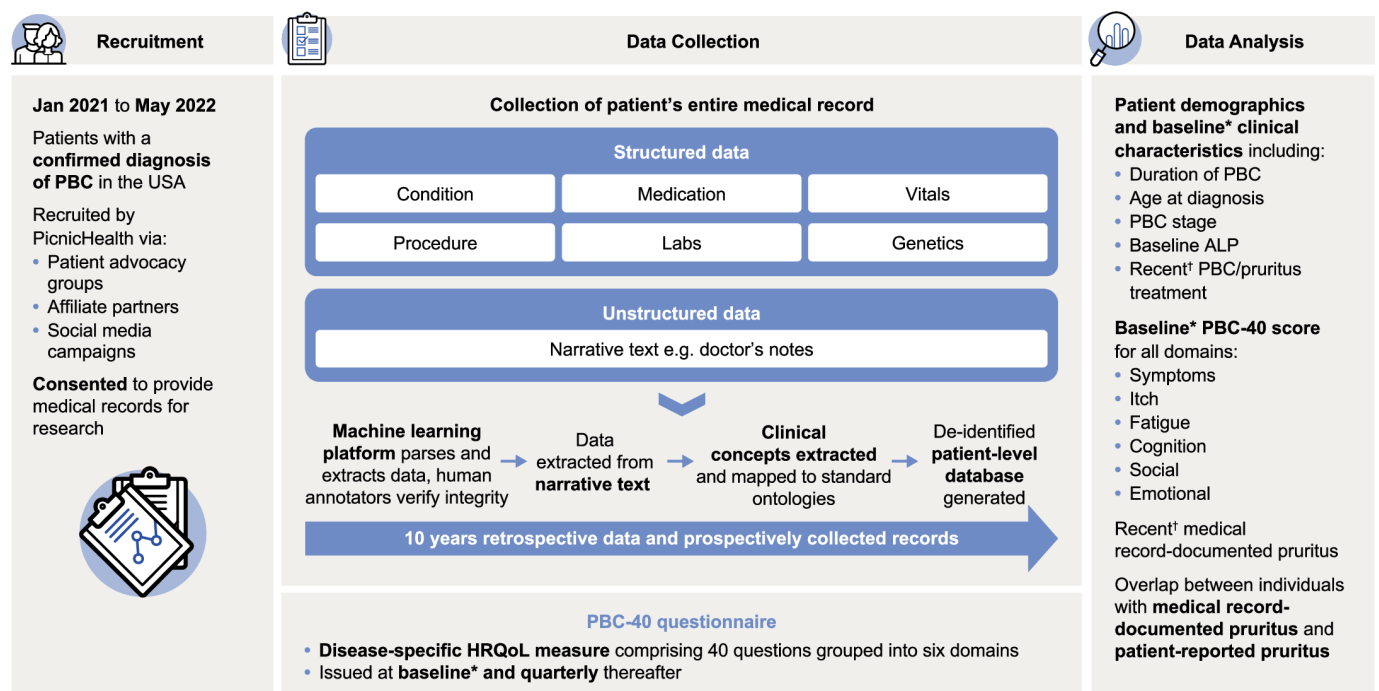 Recruitment
Jan 2021 to May 2022
Patients with a
confirmed diagnosis
of PBC in the USA
Recruited by
PicnicHealth via:
• Patient advocacy
groups
• Affiliate partners
• Social media
campaigns
Consented to provide
medical records for
research
Data Collection
Collection of patient’s entire medical record
Structured data
Condition
Medication
Vitals
Procedure
Labs
Genetics
Unstructured data
Narrative text e.g. doctor’s notes
Machine learning
platform parses and
extracts data, human
annotators verify integrity
Data
extracted from
narrative text
Clinical
concepts extracted
and mapped to standard
ontologies
De-identified
patient-level
database
generated
10 years retrospective data and prospectively collected records
PBC-40 questionnaire
• Disease-specific HRQoL measure comprising 40 questions grouped into six domains
• Issued at baseline* and quarterly thereafter
Data Analysis
Patient demographics
and baseline* clinical
characteristics including:
• Duration of PBC
• Age at diagnosis
• PBC stage
• Baseline ALP
• Recent† PBC/pruritus
treatment
Baseline* PBC-40 score
for all domains:
• Symptoms
• Itch
• Fatigue
• Cognition
• Social
• Emotional
Recent† medical
record-documented pruritus
Overlap between individuals
with medical record-
documented pruritus and
patient-reported pruritus